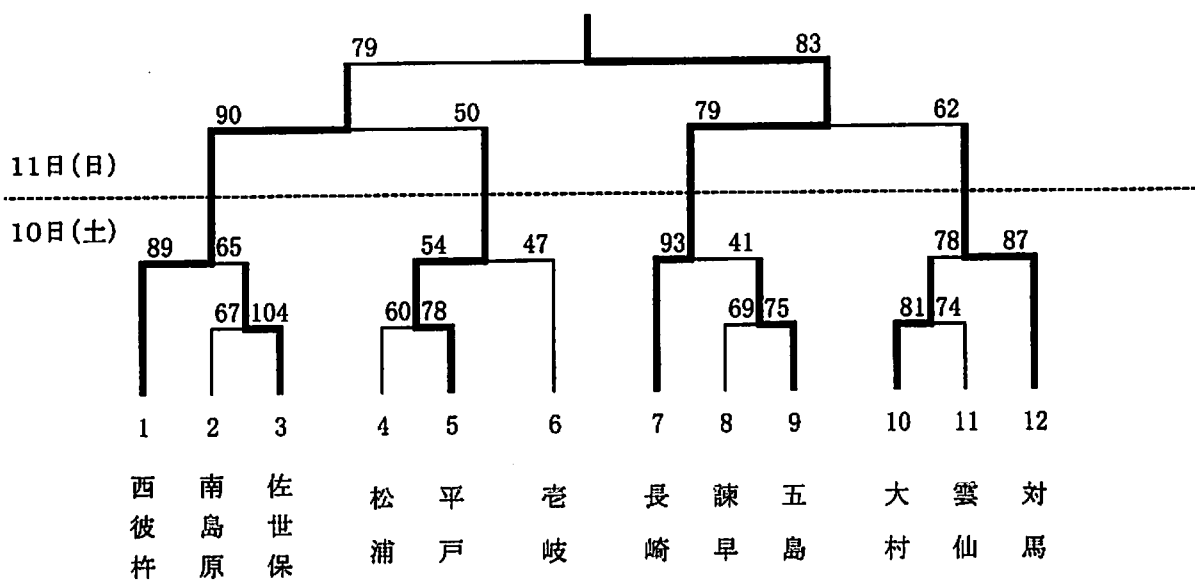 79 83
90 50 79 62
11日(日)
10日(土)
89 65 54 47 93 41 78 87
67 104 60 78 69 75 81 74
1 2 3 4 5 6 7 8 9 10 11 12
西彼杵
南島原
佐世保
松浦
平戸
壱岐
長崎
諫早
五島
大村
雲仙
対馬